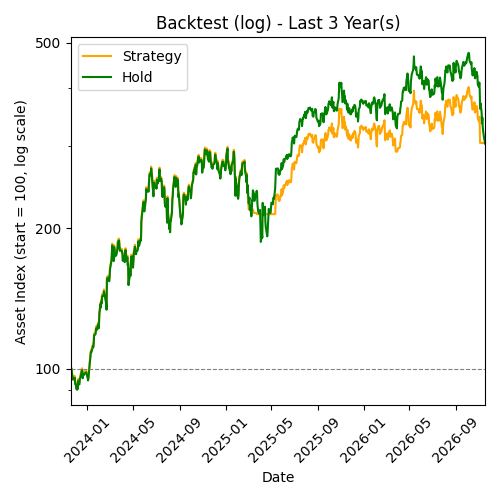 Backtest (log) - Last 3 Year(s)
Strategy
Hold
Asset Index (start = 100, log scale)
500
200
100
2024-01
2024-05
2024-09
2025-01
2025-05
2025-09
2026-01
2026-05
2026-09
Date